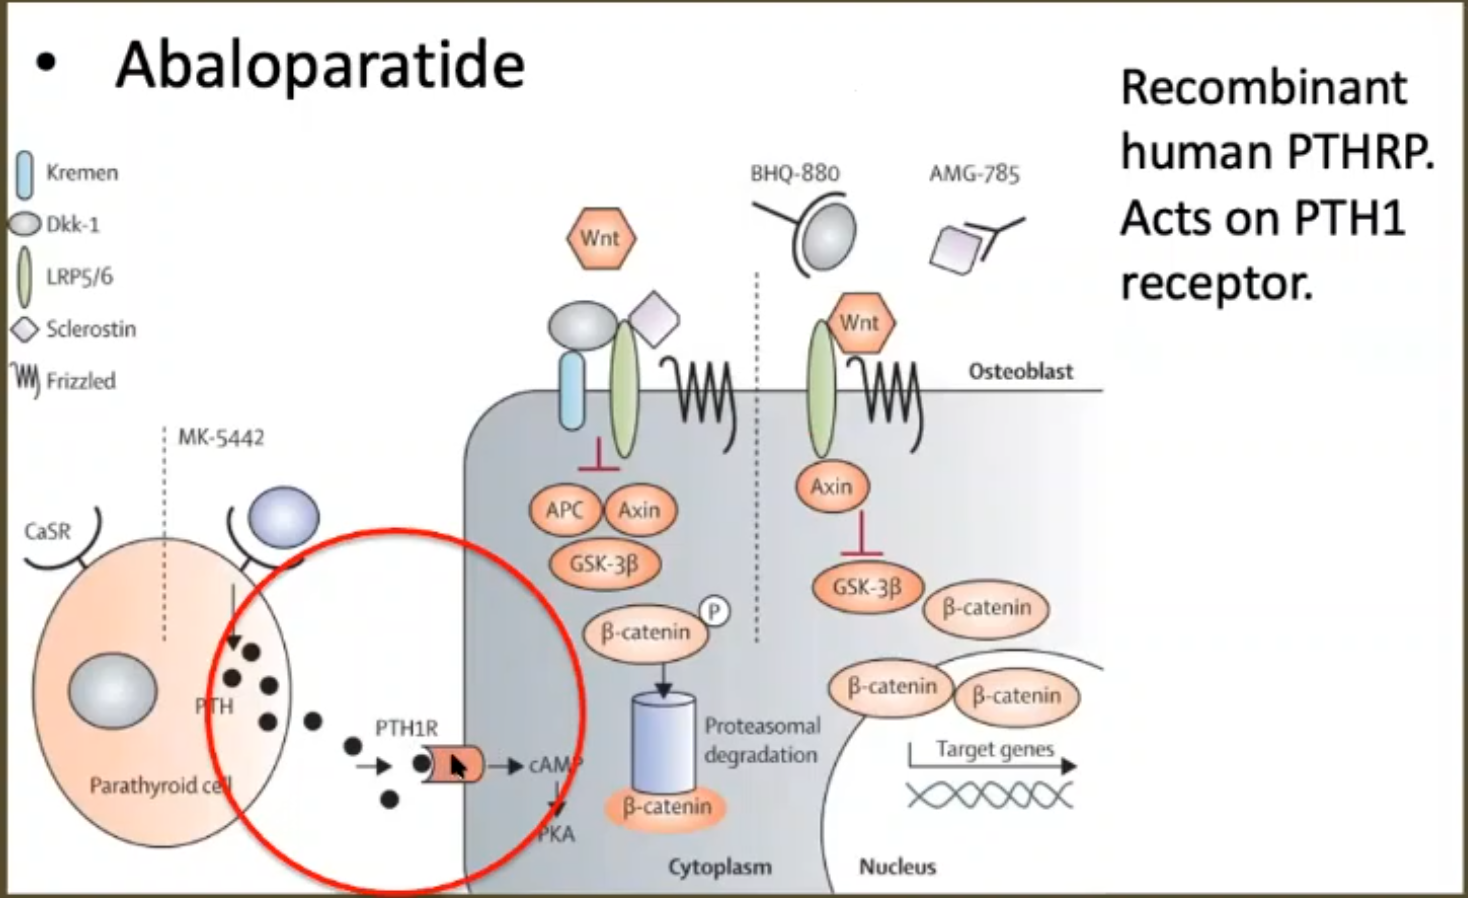 • Abaloparatide
Recombinant
human PTHRP.
Acts on PTH1
receptor.
Kremen
Dkk-1
LRP5/6
Sclerostin
Frizzled
BHQ-880
AMG-785
Wnt
Wnt
Osteoblast
MK-5442
CaSR
APC
Axin
GSK-3β
β-catenin
P
Proteasomal
degradation
β-catenin
Axin
GSK-3β
β-catenin
β-catenin
β-catenin
Target genes
PTH
PTH1R
cAMP
PKA
Parathyroid cell
Cytoplasm
Nucleus